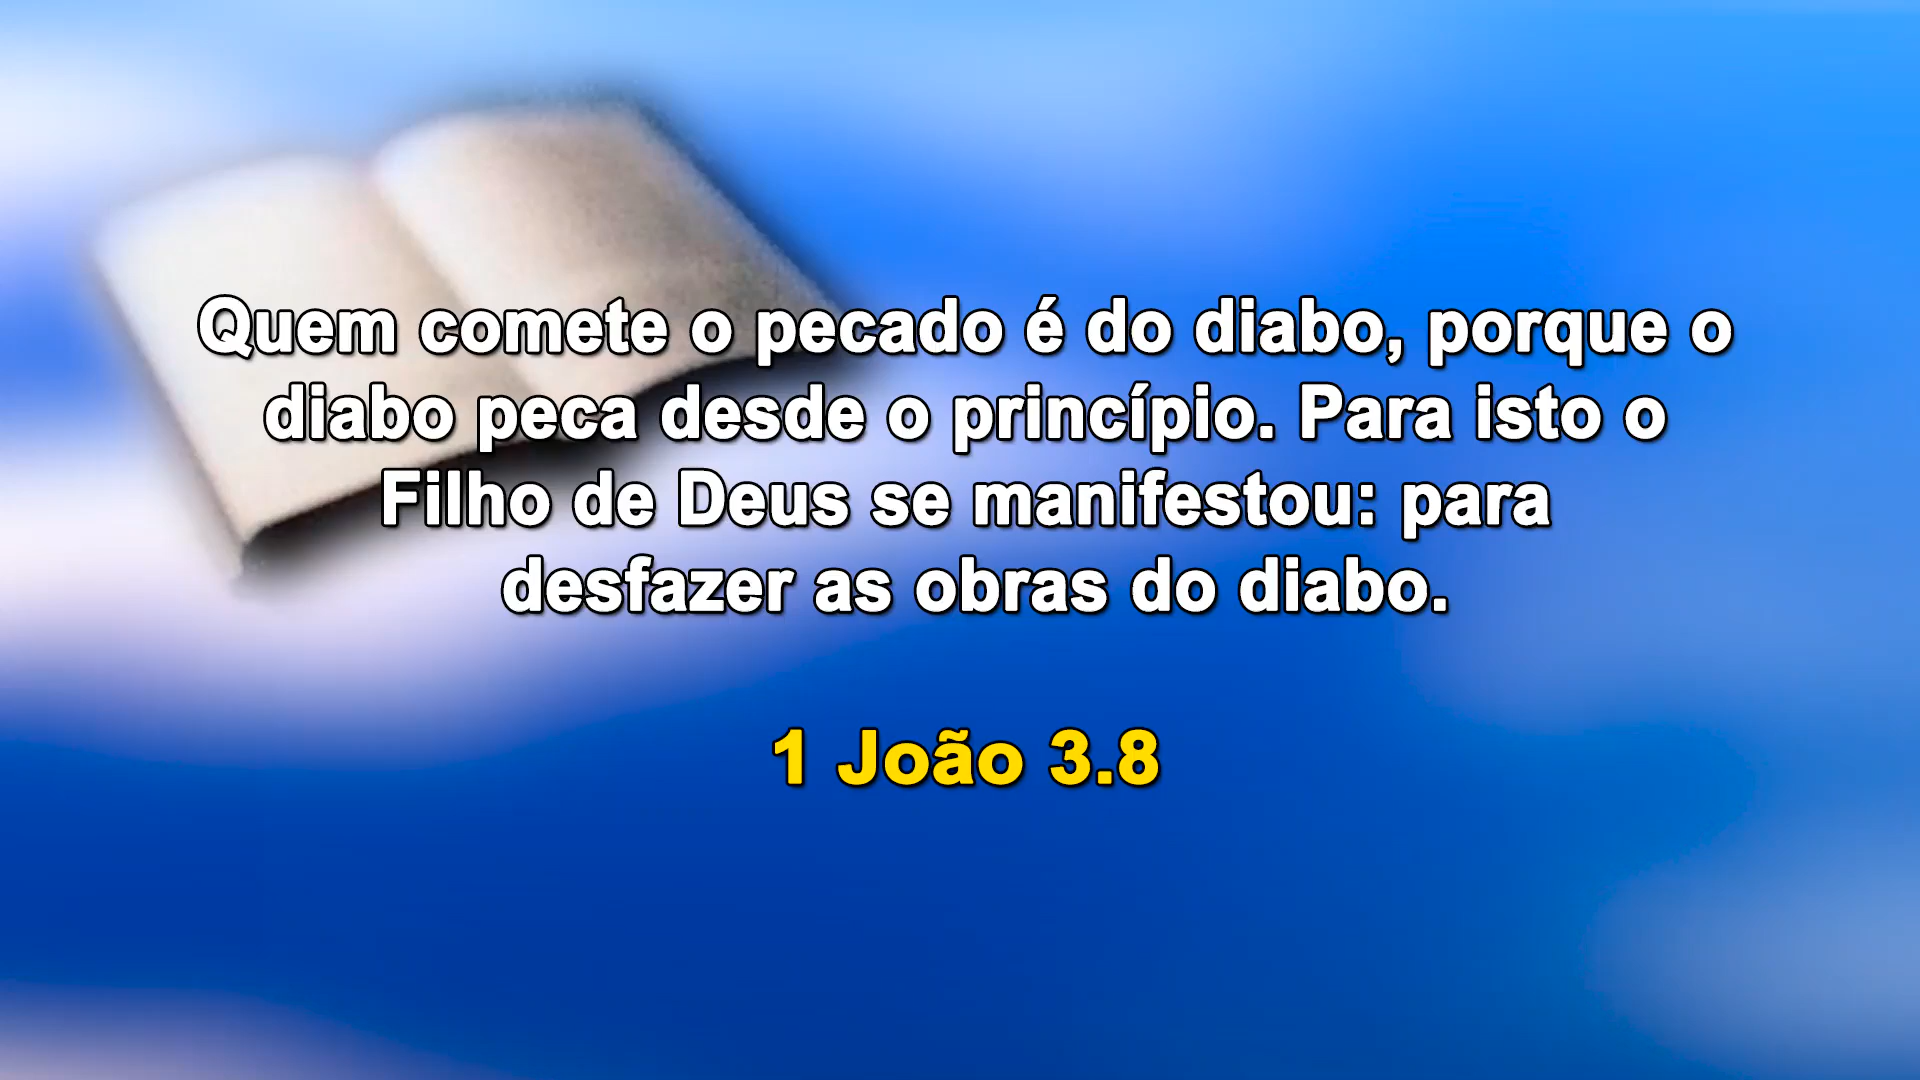 Quem comete o pecado é do diabo, porque o
diabo peca desde o princípio. Para isto o
Filho de Deus se manifestou: para
desfazer as obras do diabo.
1 João 3.8